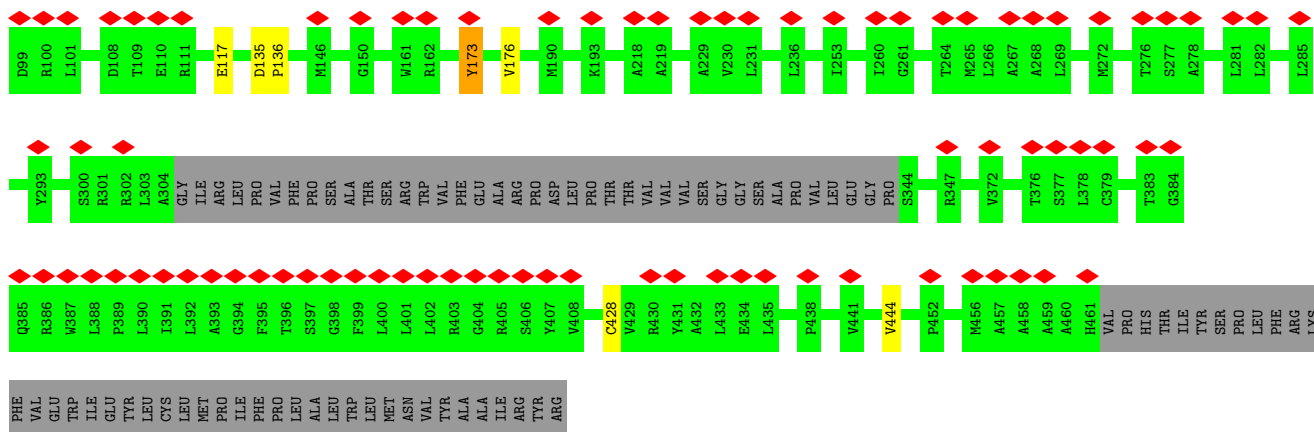 D99 R100 L101 D108 T109 E110 R111 E117 D135 P136 M146 G150 W161 R162 Y173 V176 M190 K193 A218 A219 A229 V230 L231 L236 I253 I260 G261 T264 M265 L266 A267 A268 L269 M272 T276 S277 A278 L281 L282 L285
Y293 S300 R301 R302 L303 A304 GLY ILE ARG LEU PRO VAL PHE PRO SER ALA THR SER ARG TRP VAL PHE GLU ALA ARG PRO ASP LEU PRO THR THR VAL VAL VAL SER GLY GLY SER ALA PRO VAL LEU GLU GLY PRO S344 R347 V372 T376 S377 L378 C379 T383 G384
Q385 R386 W387 L388 P389 L390 I391 L392 A393 G394 F395 T396 S397 G398 F399 L400 L401 L402 R403 G404 R405 S406 Y407 V408 C428 V429 R430 Y431 A432 L433 E434 L435 P438 V441 V444 P452 M456 A457 A458 A459 A460 H461 VAL PRO HIS THR ILE TYR SER PRO LEU PHE ARG
PHE VAL GLU TRP ILE GLU TYR LEU CYS LEU MET PRO ILE PHE PRO LEU ALA LEU TRP LEU MET ASN VAL TYR ALA ALA ILE ARG TYR ARG